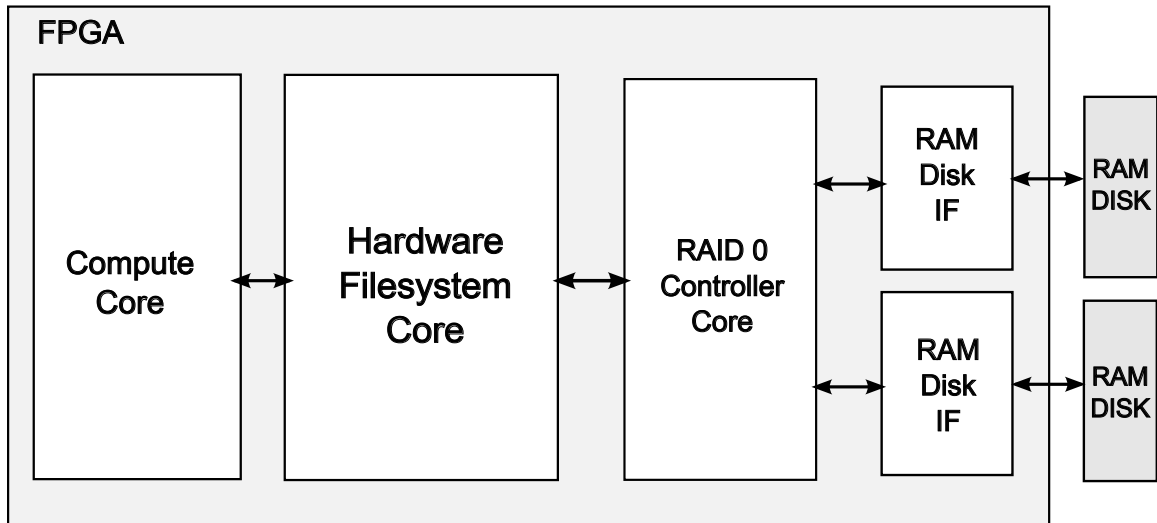 FPGA
Compute
Core
Hardware
Filesystem
Core
RAID 0
Controller
Core
RAM
Disk
IF
RAM
Disk
IF
RAM
DISK
RAM
DISK